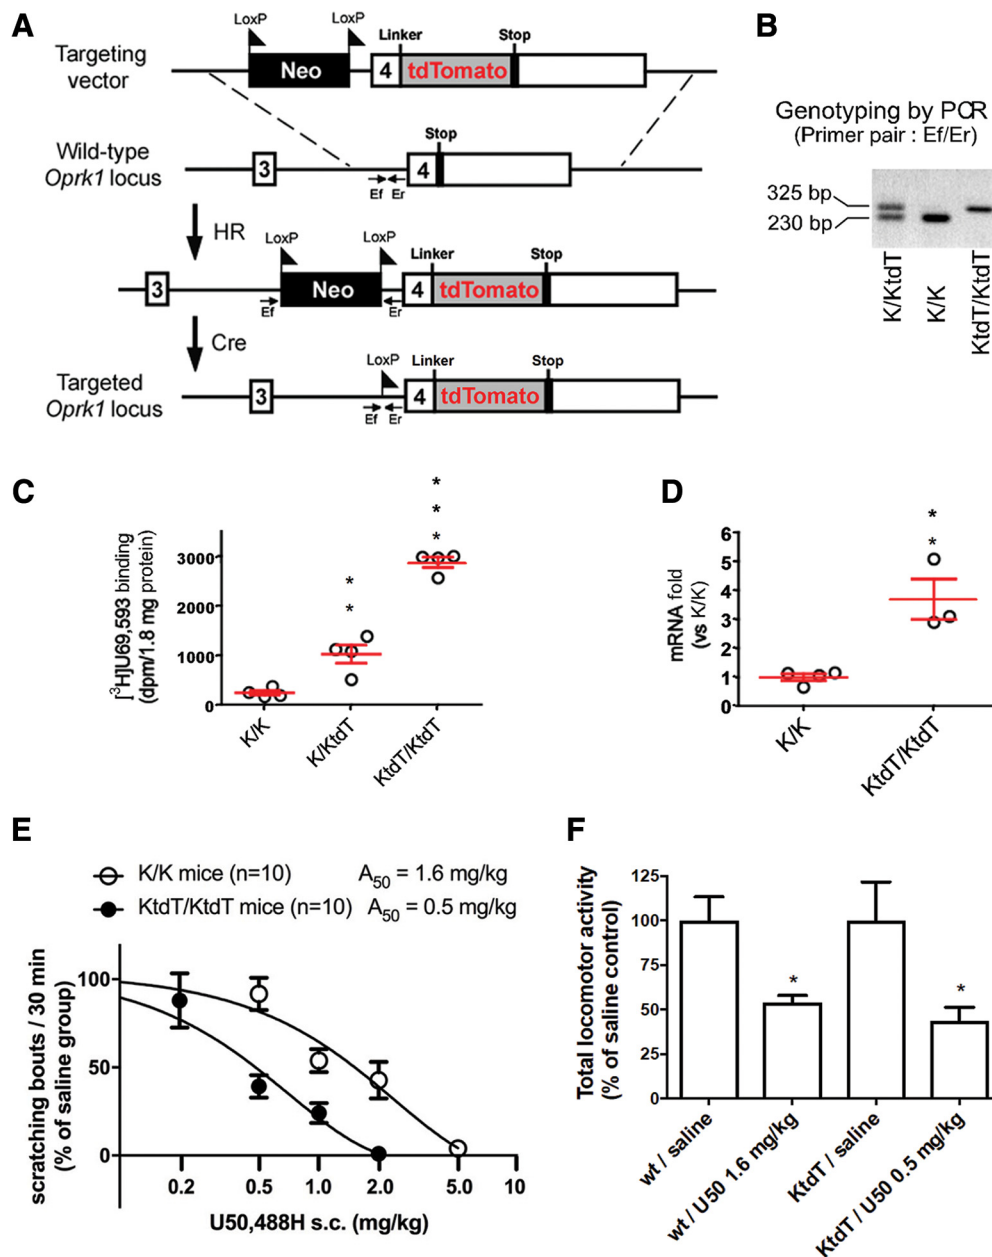 A
LoxP LoxP
Linker Stop
Targeting
vector
Neo 4 tdTomato
Stop
Wild-type
Oprk1 locus
3 4
Ef Er
HR
LoxP LoxP
Linker Stop
3 Neo 4 tdTomato
Ef Er
Cre
LoxP Linker Stop
Targeted
Oprk1 locus
3 4 tdTomato
Ef Er
B
Genotyping by PCR
(Primer pair : Ef/Er)
325 bp
230 bp
K/KtdT
K/K
KtdT/KtdT
C
[³H]U69,593 binding
(dpm/1.8 mg protein)
3000
2000
1000
0
* * *
* *
K/K
K/KtdT
KtdT/KtdT
D
mRNA fold
(vs K/K)
6
5
4
3
2
1
0
* *
K/K
KtdT/KtdT
E
K/K mice (n=10) A50 = 1.6 mg/kg
KtdT/KtdT mice (n=10) A50 = 0.5 mg/kg
scratching bouts / 30 min
(% of saline group)
100
50
0
0.2 0.5 1.0 2.0 5.0 10
U50,488H s.c. (mg/kg)
F
Total locomotor activity
(% of saline control)
125
100
75
50
25
0
* *
wt / saline
wt / U50 1.6 mg/kg
KtdT / saline
KtdT / U50 0.5 mg/kg